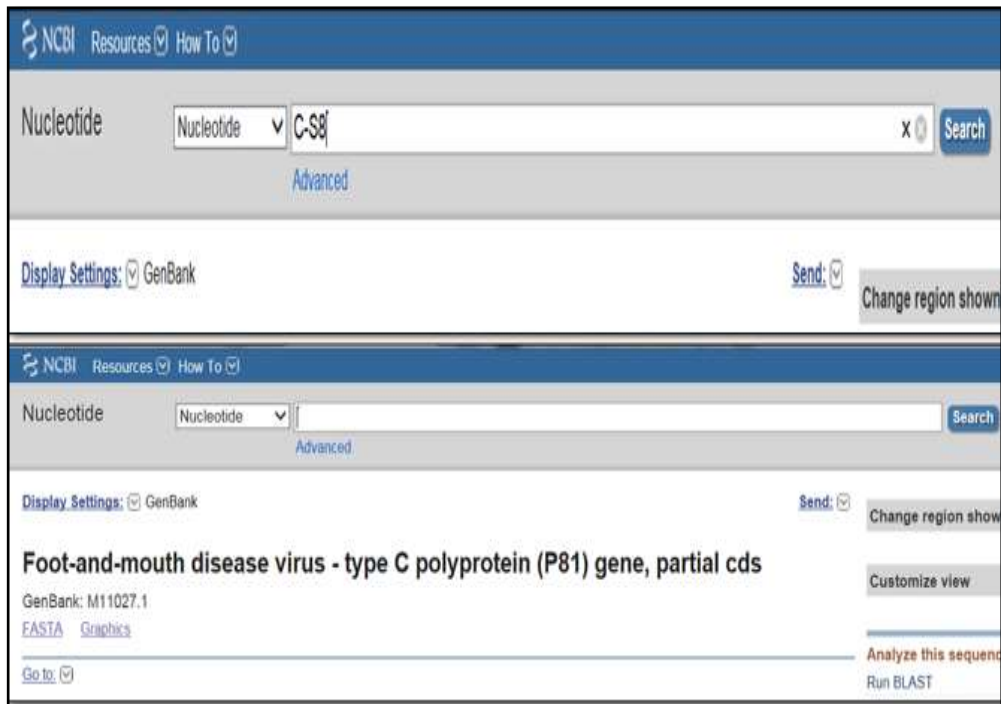 NCBI Resources How To
Nucleotide Nucleotide C-S8 X Search
Advanced
Display Settings: GenBank Send:
Change region shown
NCBI Resources How To
Nucleotide Nucleotide Search
Advanced
Display Settings: GenBank Send:
Change region show
Foot-and-mouth disease virus - type C polyprotein (P81) gene, partial cds
Customize view
GenBank: M11027.1
FASTA Graphics
Analyze this sequenc
Go to:
Run BLAST